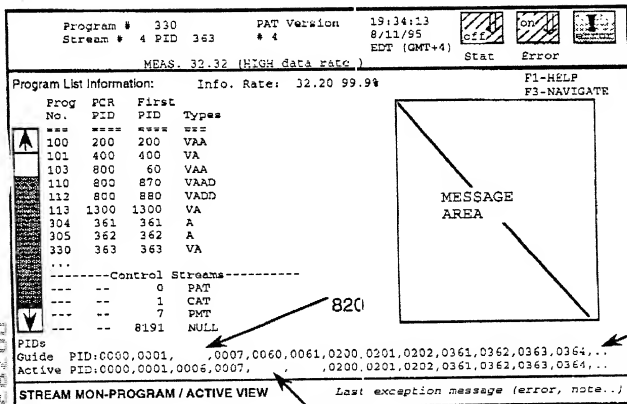 Program # 330 PAT Version 19:34:13
Stream # 4 PID 363 # 4 8/11/95
EDT (GMT+4)
off on I
Stat Error
MEAS. 32.32 (HIGH data rate )
Program List Information: Info. Rate: 32.20 99.9%
F1-HELP
F3-NAVIGATE
Prog PCR First
No. PID PID Types
=== ==== ==== ===
100 200 200 VAA
101 400 400 VA
103 800 60 VAA
110 800 870 VAAD
112 800 880 VADD
113 1300 1300 VA
304 361 361 A
305 362 362 A
330 363 363 VA
...
--------Control Streams----------
--- -- 0 PAT
--- -- 1 CAT
--- -- 7 PMT
--- -- 8191 NULL
MESSAGE
AREA
820
PIDs
Guide PID:0000,0001, ,0007,0060,0061,0200,0201,0202,0361,0362,0363,0364,..
Active PID:0000,0001,0006,0007, , ,0200,0201,0202,0361,0362,0363,0364,..
STREAM MON-PROGRAM / ACTIVE VIEW Last exception message (error, note..)